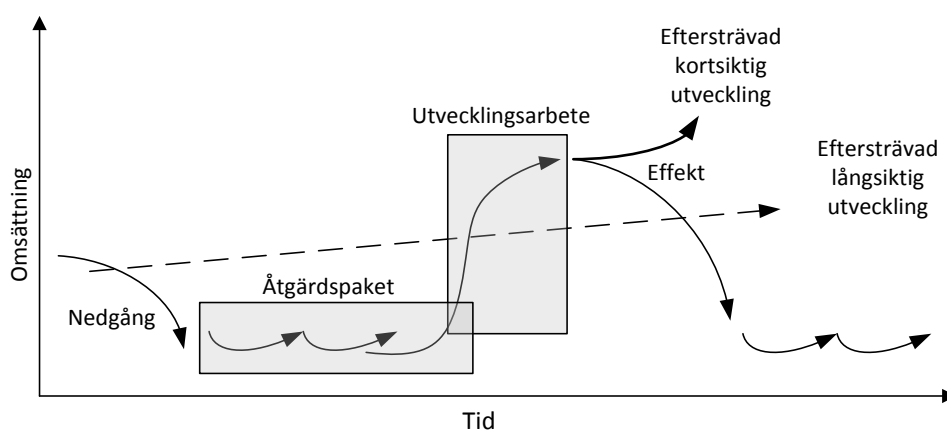 Eftersträvad
kortsiktig
utveckling
Utvecklingsarbete
Eftersträvad
långsiktig
utveckling
Effekt
Omsättning
Åtgärdspaket
Nedgång
Tid